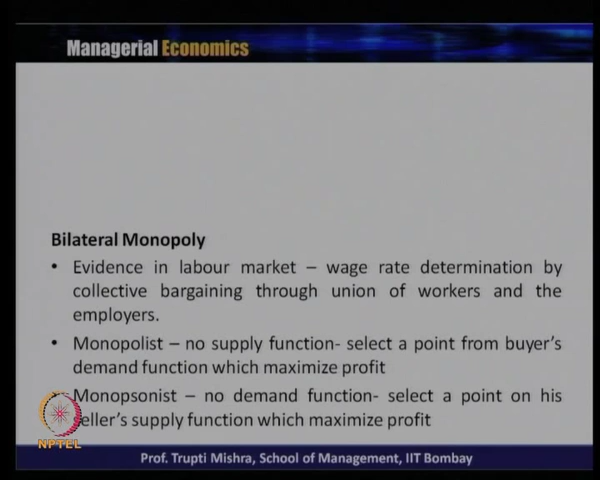 Managerial Economics
Bilateral Monopoly
• Evidence in labour market – wage rate determination by
collective bargaining through union of workers and the
employers.
• Monopolist – no supply function- select a point from buyer's
demand function which maximize profit
Monopsonist – no demand function- select a point on his
seller's supply function which maximize profit
NPTEL
Prof. Trupti Mishra, School of Management, IIT Bombay